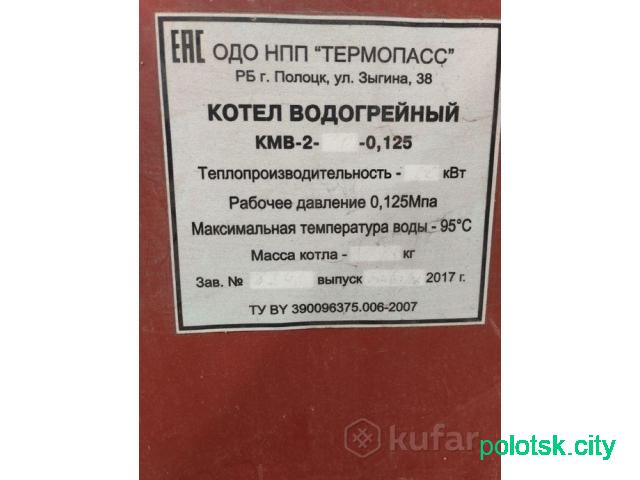 EAC ОДО НПП "ТЕРМОПАСС"
РБ г. Полоцк, ул. Зыгина, 38
КОТЕЛ ВОДОГРЕЙНЫЙ
КМВ-2- -0,125
Теплопроизводительность - кВт
Рабочее давление 0,125Мпа
Максимальная температура воды - 95°С
Масса котла - кг
Зав. № выпуск 2017 г.
ТУ BY 390096375.006-2007
kufar
polotsk.city